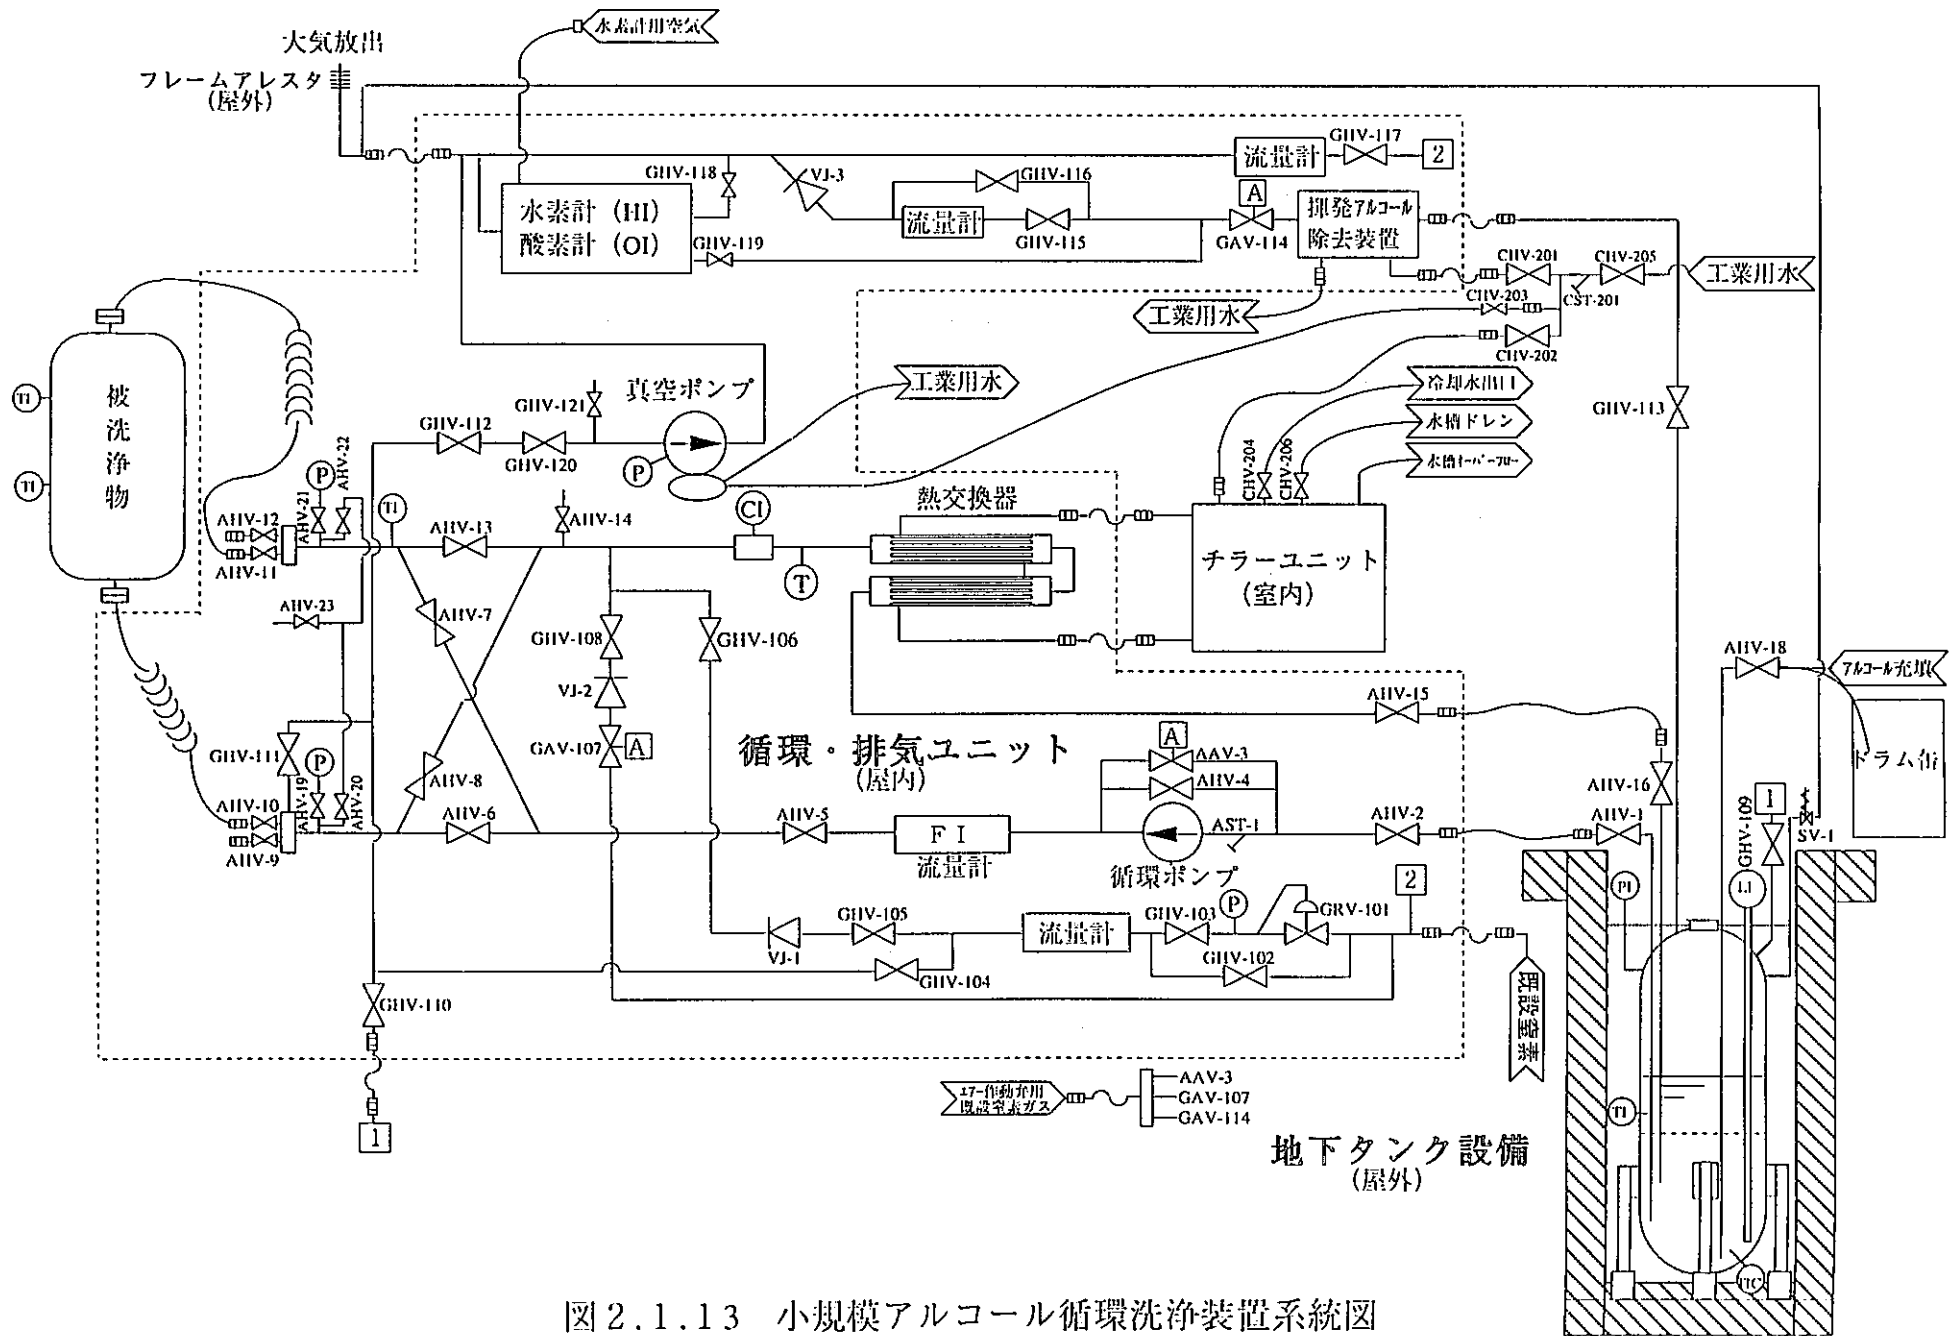 水素計用空気
大気放出
フレームアレスタ
(屋外)
GHV-117
流量計
2
GHV-118
VJ-3
GHV-116
A
水素計 (HI)
酸素計 (OI)
流量計
GHV-115
GAV-114
揮発アルコール
除去装置
GHV-119
CHV-201
CHV-205
工業用水
CST-201
CHV-203
工業用水
CHV-202
被洗浄物
TI
TI
真空ポンプ
工業用水
冷却水出口
水槽ドレン
水槽オーバーフロー
GHV-113
GHV-121
GHV-112
GHV-120
P
CHV-204
CHV-206
P
AHV-22
AHV-21
TI
AHV-12
AHV-11
AHV-13
AHV-14
CI
T
熱交換器
チラーユニット
(室内)
AHV-23
AHV-7
GHV-108
GHV-106
VJ-2
GAV-107
A
AHV-18
アルコール充填
AHV-15
循環・排気ユニット
(屋内)
A
AAV-3
AHV-4
ドラム缶
GHV-111
P
AHV-8
AHV-19
AHV-20
AHV-10
AHV-9
AHV-6
AHV-5
FI
流量計
循環ポンプ
AST-1
AHV-2
AHV-16
AHV-1
GHV-109
1
SV-1
PI
LI
2
GHV-105
VJ-1
GHV-104
流量計
GHV-103
P
GRV-101
GHV-102
既設窒素
GHV-110
1
エアー作動弁用
既設窒素ガス
AAV-3
GAV-107
GAV-114
TI
地下タンク設備
(屋外)
TIC
図2.1.13 小規模アルコール循環洗浄装置系統図